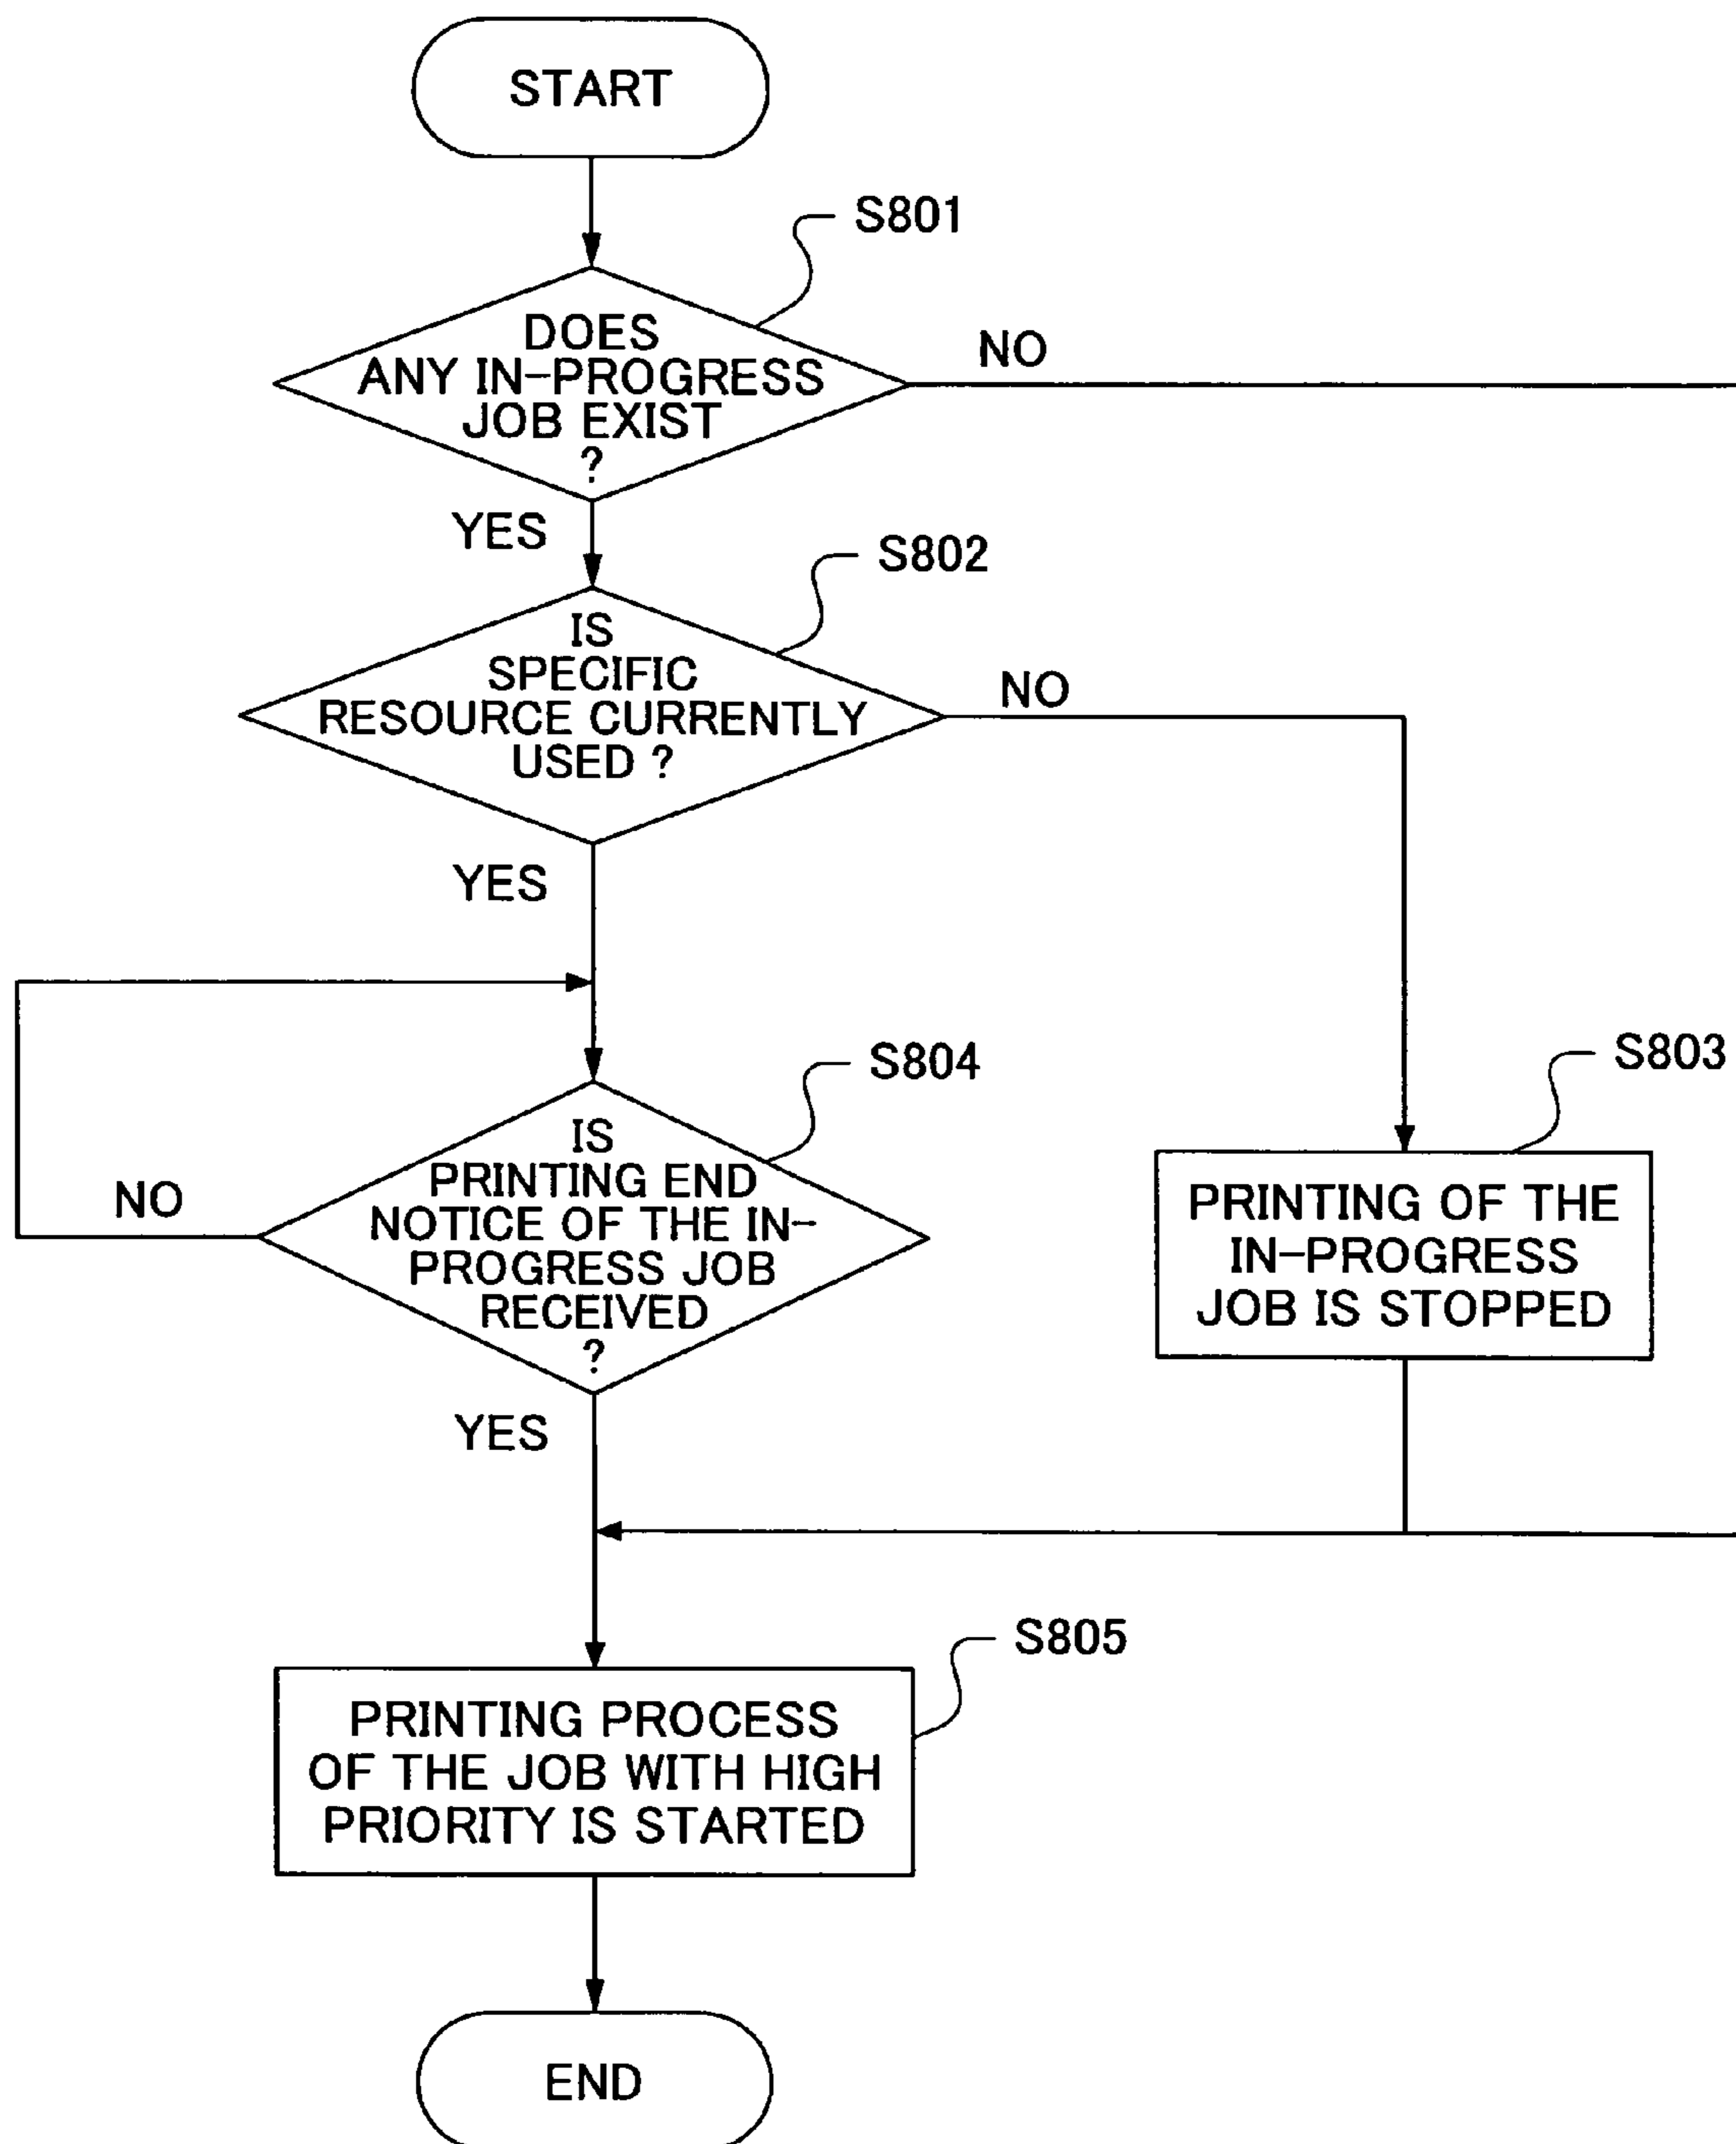 START
S801
DOES
ANY IN-PROGRESS
JOB EXIST
?
NO
YES
S802
IS
SPECIFIC
RESOURCE CURRENTLY
USED ?
NO
YES
S804
IS
PRINTING END
NOTICE OF THE IN-
PROGRESS JOB
RECEIVED
?
NO
YES
S803
PRINTING OF THE
IN-PROGRESS
JOB IS STOPPED
S805
PRINTING PROCESS
OF THE JOB WITH HIGH
PRIORITY IS STARTED
END